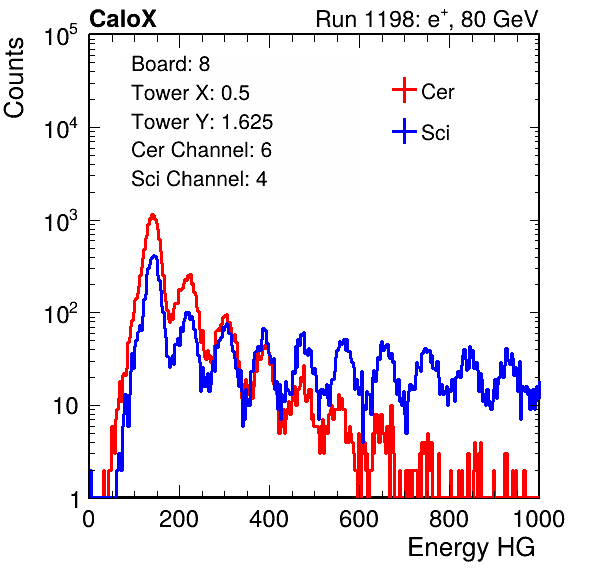 CaloX Run 1198: e⁺, 80 GeV
Counts
Board: 8
Tower X: 0.5
Tower Y: 1.625
Cer Channel: 6
Sci Channel: 4
Cer
Sci
10⁵
10⁴
10³
10²
10
1
0 200 400 600 800 1000
Energy HG